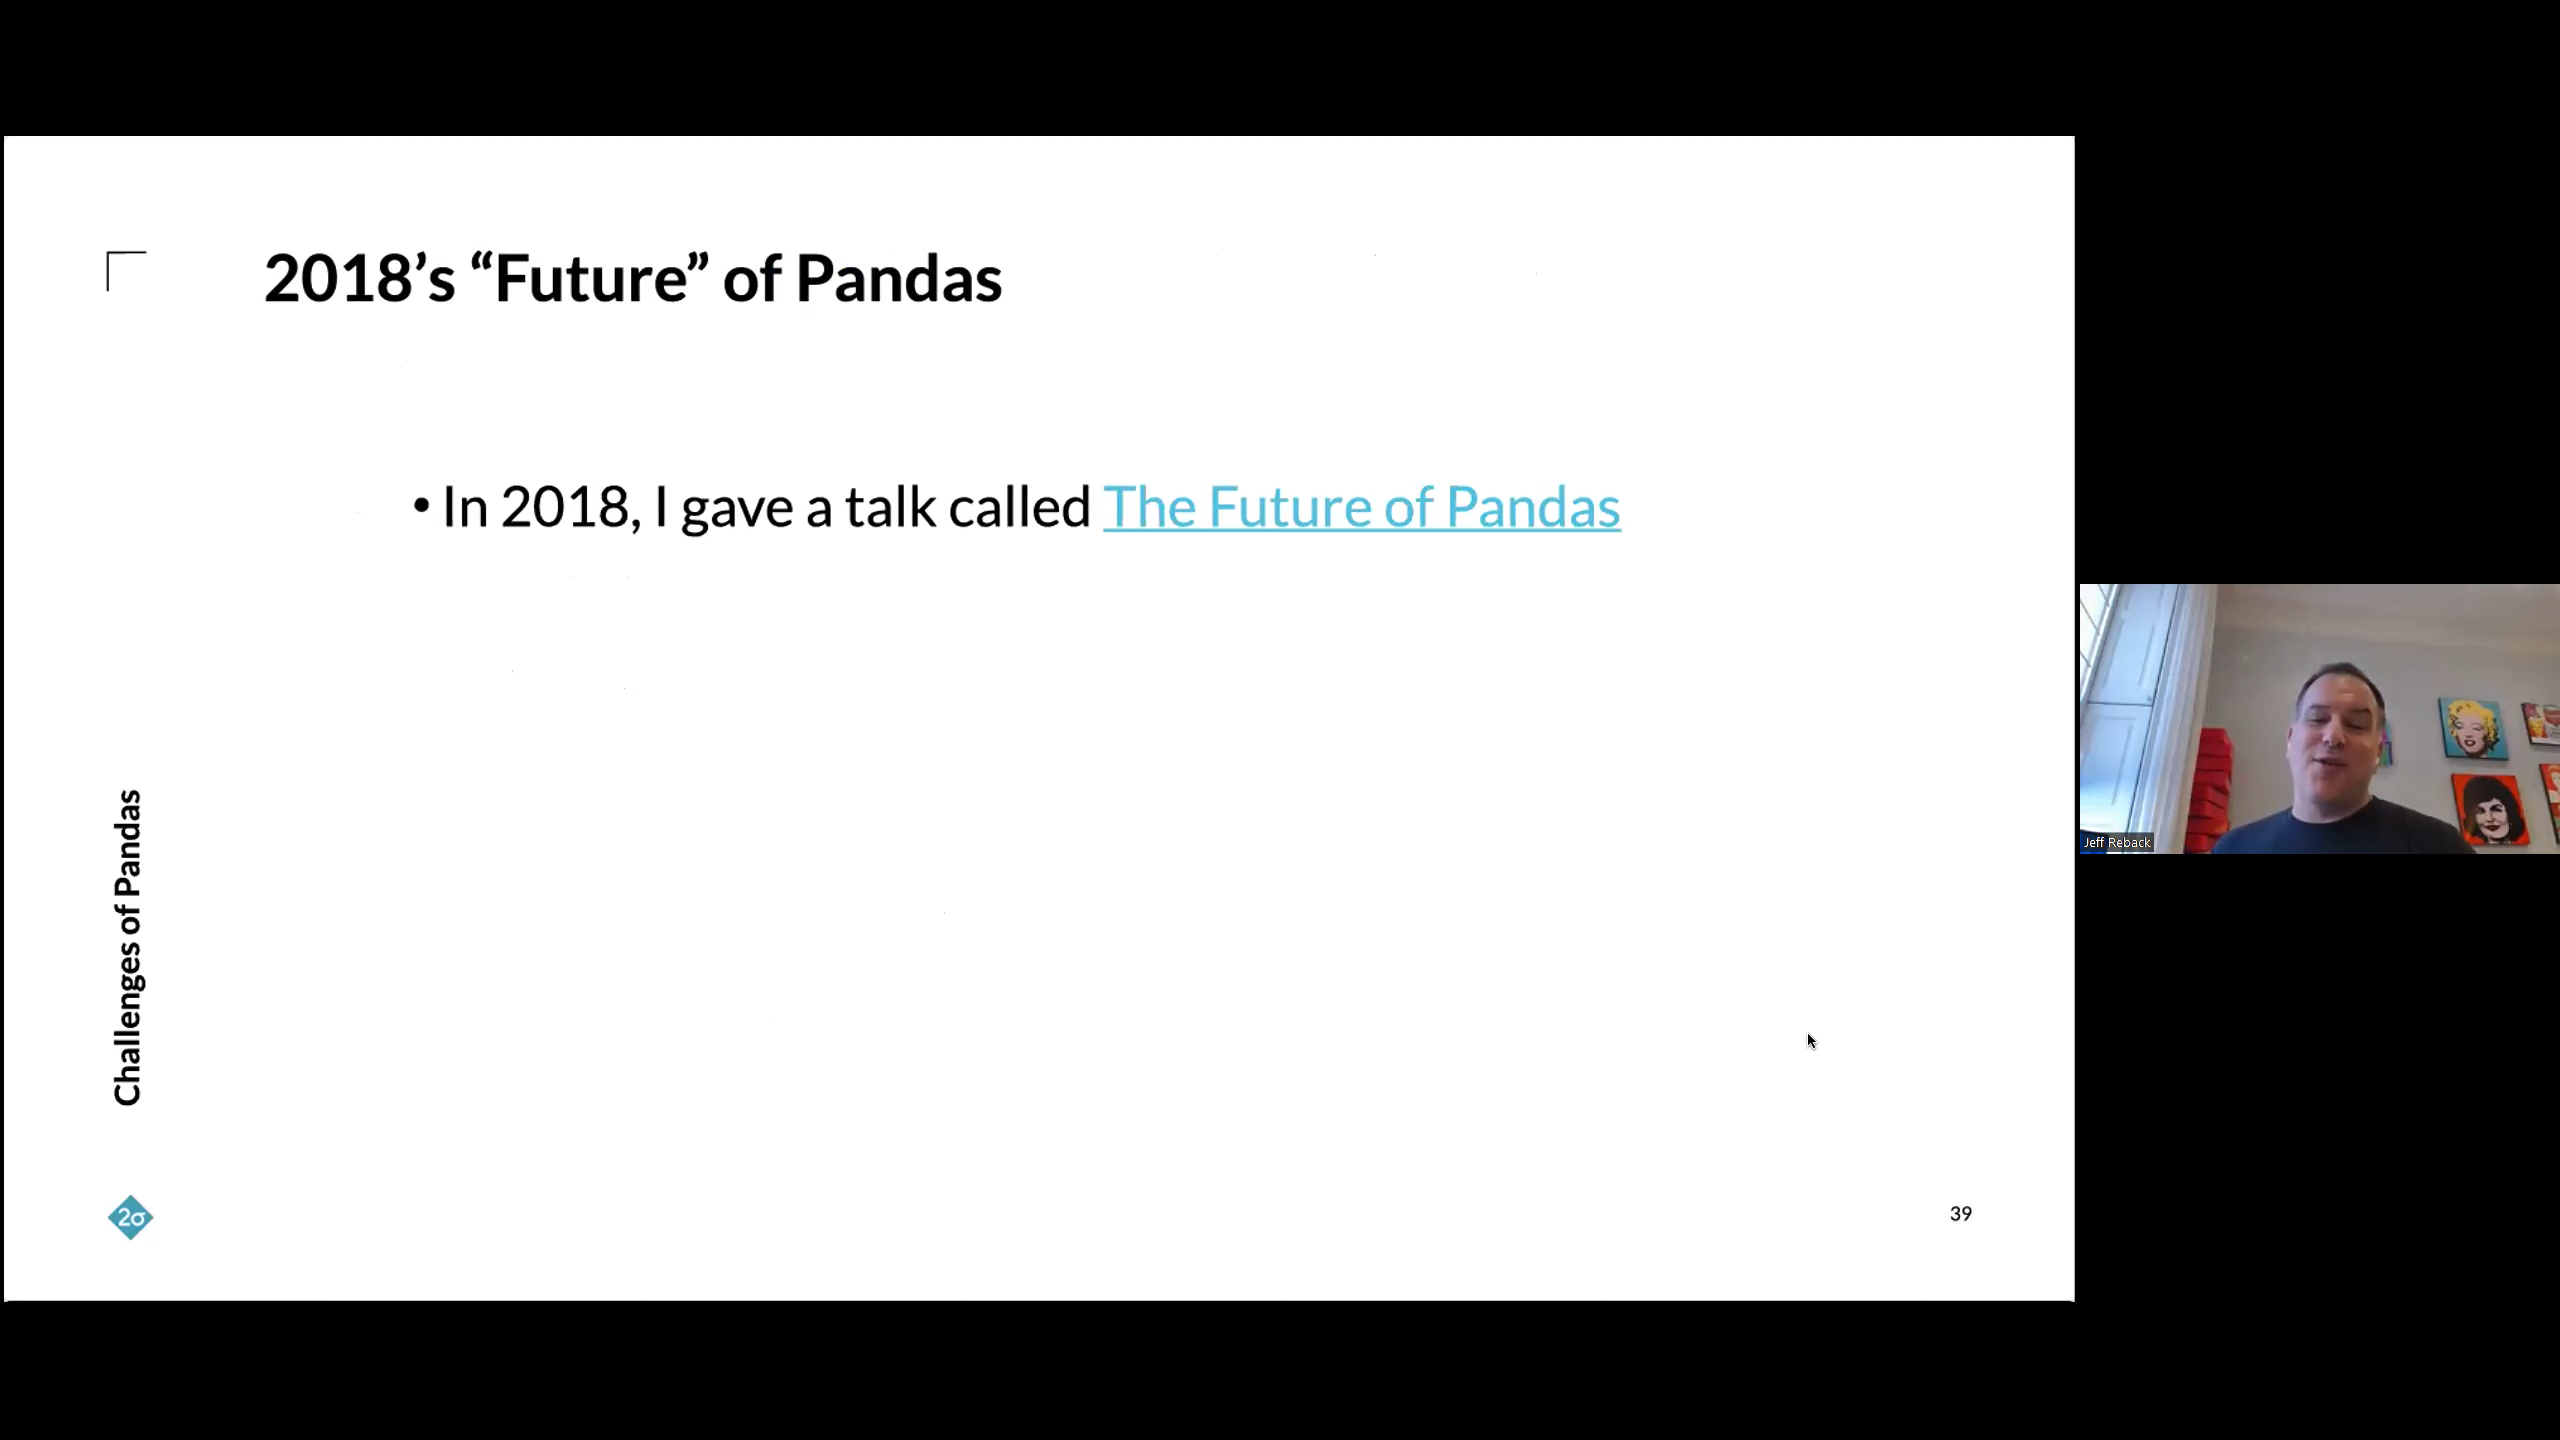 2018’s “Future” of Pandas
• In 2018, I gave a talk called The Future of Pandas
Challenges of Pandas
2σ
39
Jeff Reback